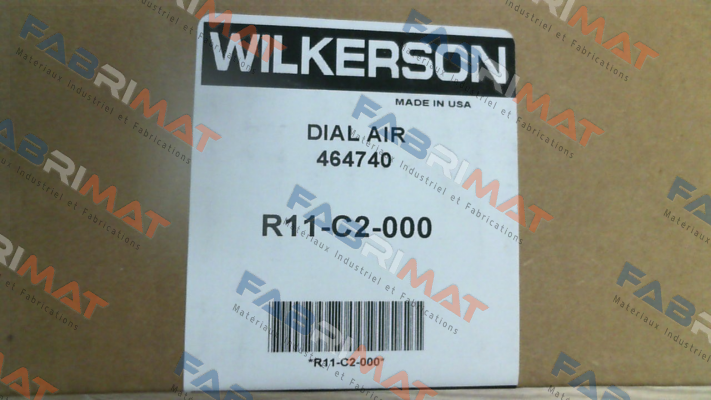 WILKERSON
MADE IN USA
DIAL AIR
464740
R11-C2-000
*R11-C2-000*
FABRIMAT
Matériaux Industriel et Fabrications